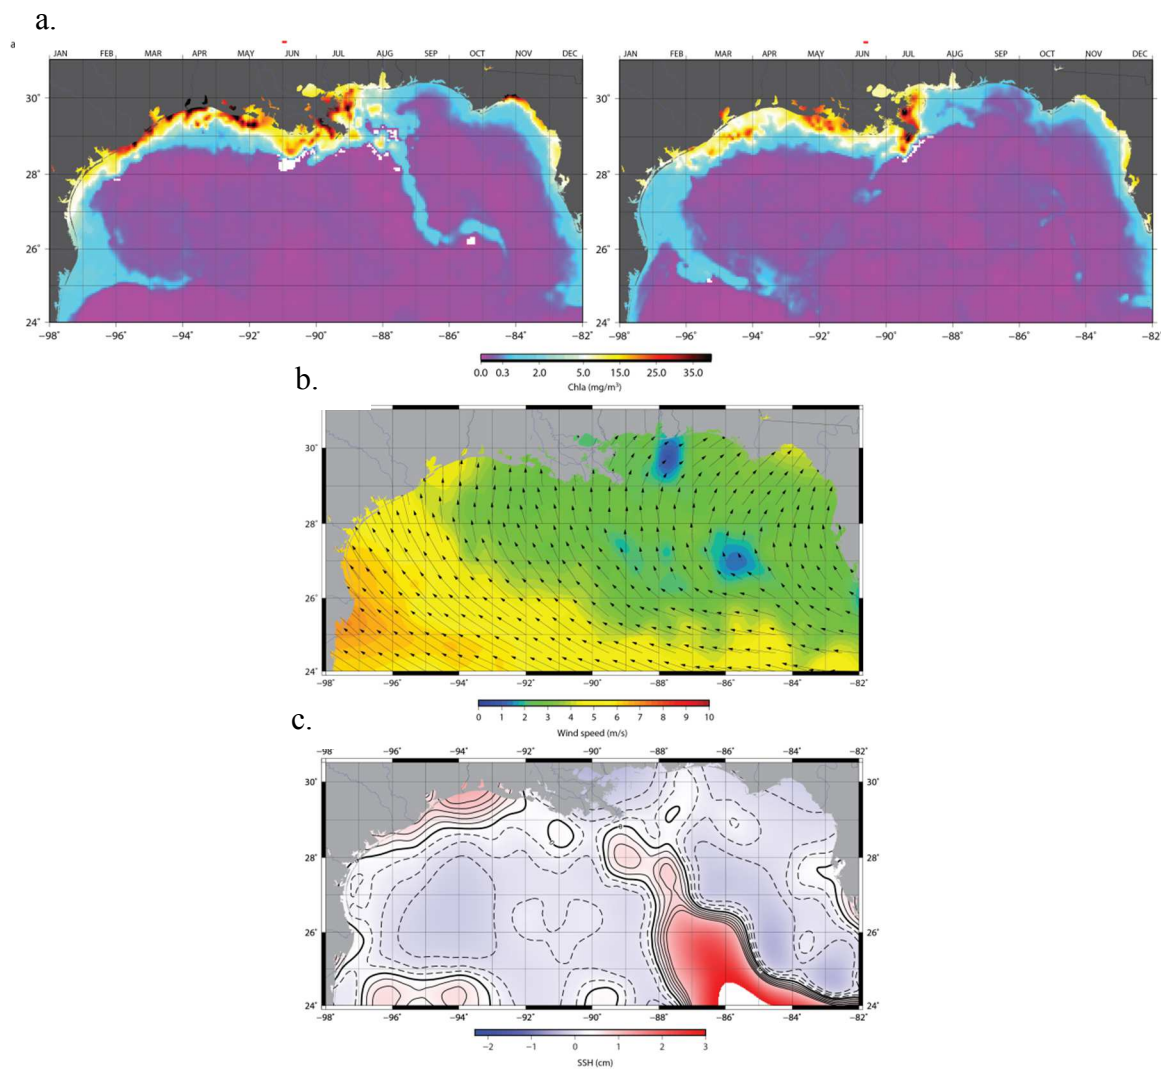 a.
a
JAN FEB MAR APR MAY JUN JUL AUG SEP OCT NOV DEC
JAN FEB MAR APR MAY JUN JUL AUG SEP OCT NOV DEC
30°
28°
26°
24°
−98° −96° −94° −92° −90° −88° −86° −84° −82°
30°
28°
26°
24°
−98° −96° −94° −92° −90° −88° −86° −84° −82°
0.0 0.3 2.0 5.0 15.0 25.0 35.0
Chla (mg/m³)
b.
30°
28°
26°
24°
−98° −96° −94° −92° −90° −88° −86° −84° −82°
0 1 2 3 4 5 6 7 8 9 10
Wind speed (m/s)
c.
−98° −96° −94° −92° −90° −88° −86° −84° −82°
30° 30°
28° 28°
26° 26°
24° 24°
−98° −96° −94° −92° −90° −88° −86° −84° −82°
−2 −1 0 1 2 3
SSH (cm)